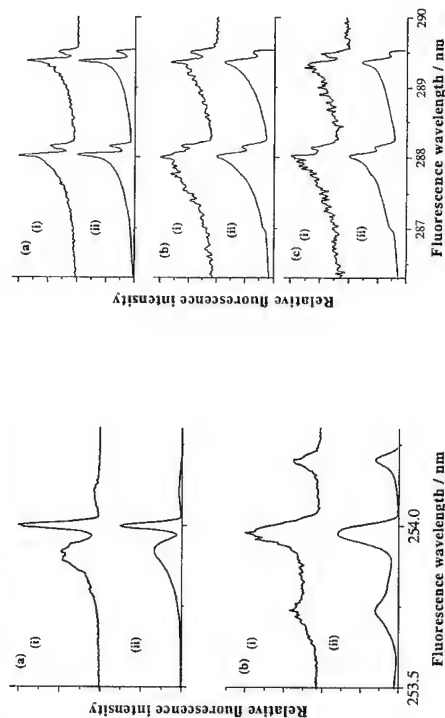 Relative fluorescence intensity
(a)
(i)
(ii)
(b)
(i)
(ii)
253.5 254.0
Fluorescence wavelength / nm
Relative fluorescence intensity
(a)
(i)
(ii)
(b)
(i)
(ii)
(c)
(i)
(ii)
287 288 289 290
Fluorescence wavelength / nm